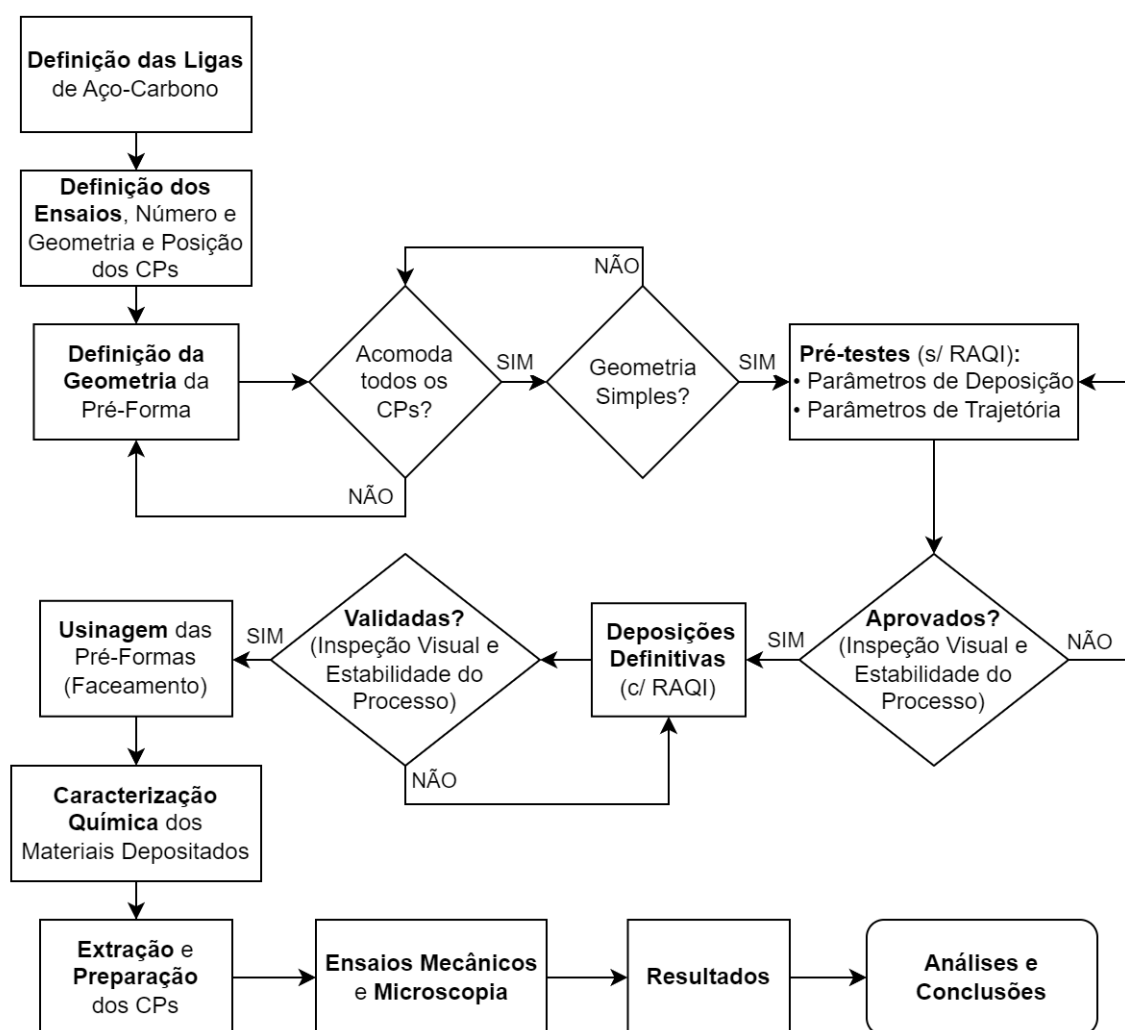 Definição das Ligas
de Aço-Carbono
Definição dos
Ensaios, Número e
Geometria e Posição
dos CPs
Definição da
Geometria da
Pré-Forma
Acomoda
todos os
CPs?
SIM
NÃO
Geometria
Simples?
NÃO
SIM
Pré-testes (s/ RAQI):
• Parâmetros de Deposição
• Parâmetros de Trajetória
Aprovados?
(Inspeção Visual e
Estabilidade do
Processo)
NÃO
SIM
Deposições
Definitivas
(c/ RAQI)
Validadas?
(Inspeção Visual e
Estabilidade do
Processo)
NÃO
SIM
Usinagem das
Pré-Formas
(Faceamento)
Caracterização
Química dos
Materiais Depositados
Extração e
Preparação
dos CPs
Ensaios Mecânicos
e Microscopia
Resultados
Análises e
Conclusões